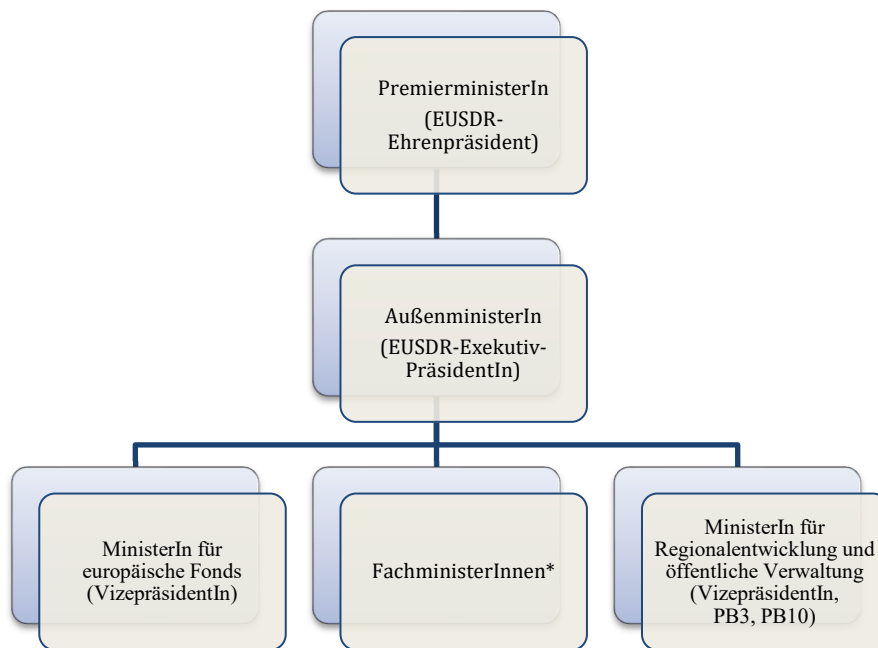 PremierministerIn
(EUSDR-
Ehrenpräsident)
AußenministerIn
(EUSDR-Exekutiv-
PräsidentIn)
MinisterIn für
europäische Fonds
(VizepräsidentIn)
FachministerInnen*
MinisterIn für
Regionalentwicklung und
öffentliche Verwaltung
(VizepräsidentIn,
PB3, PB10)